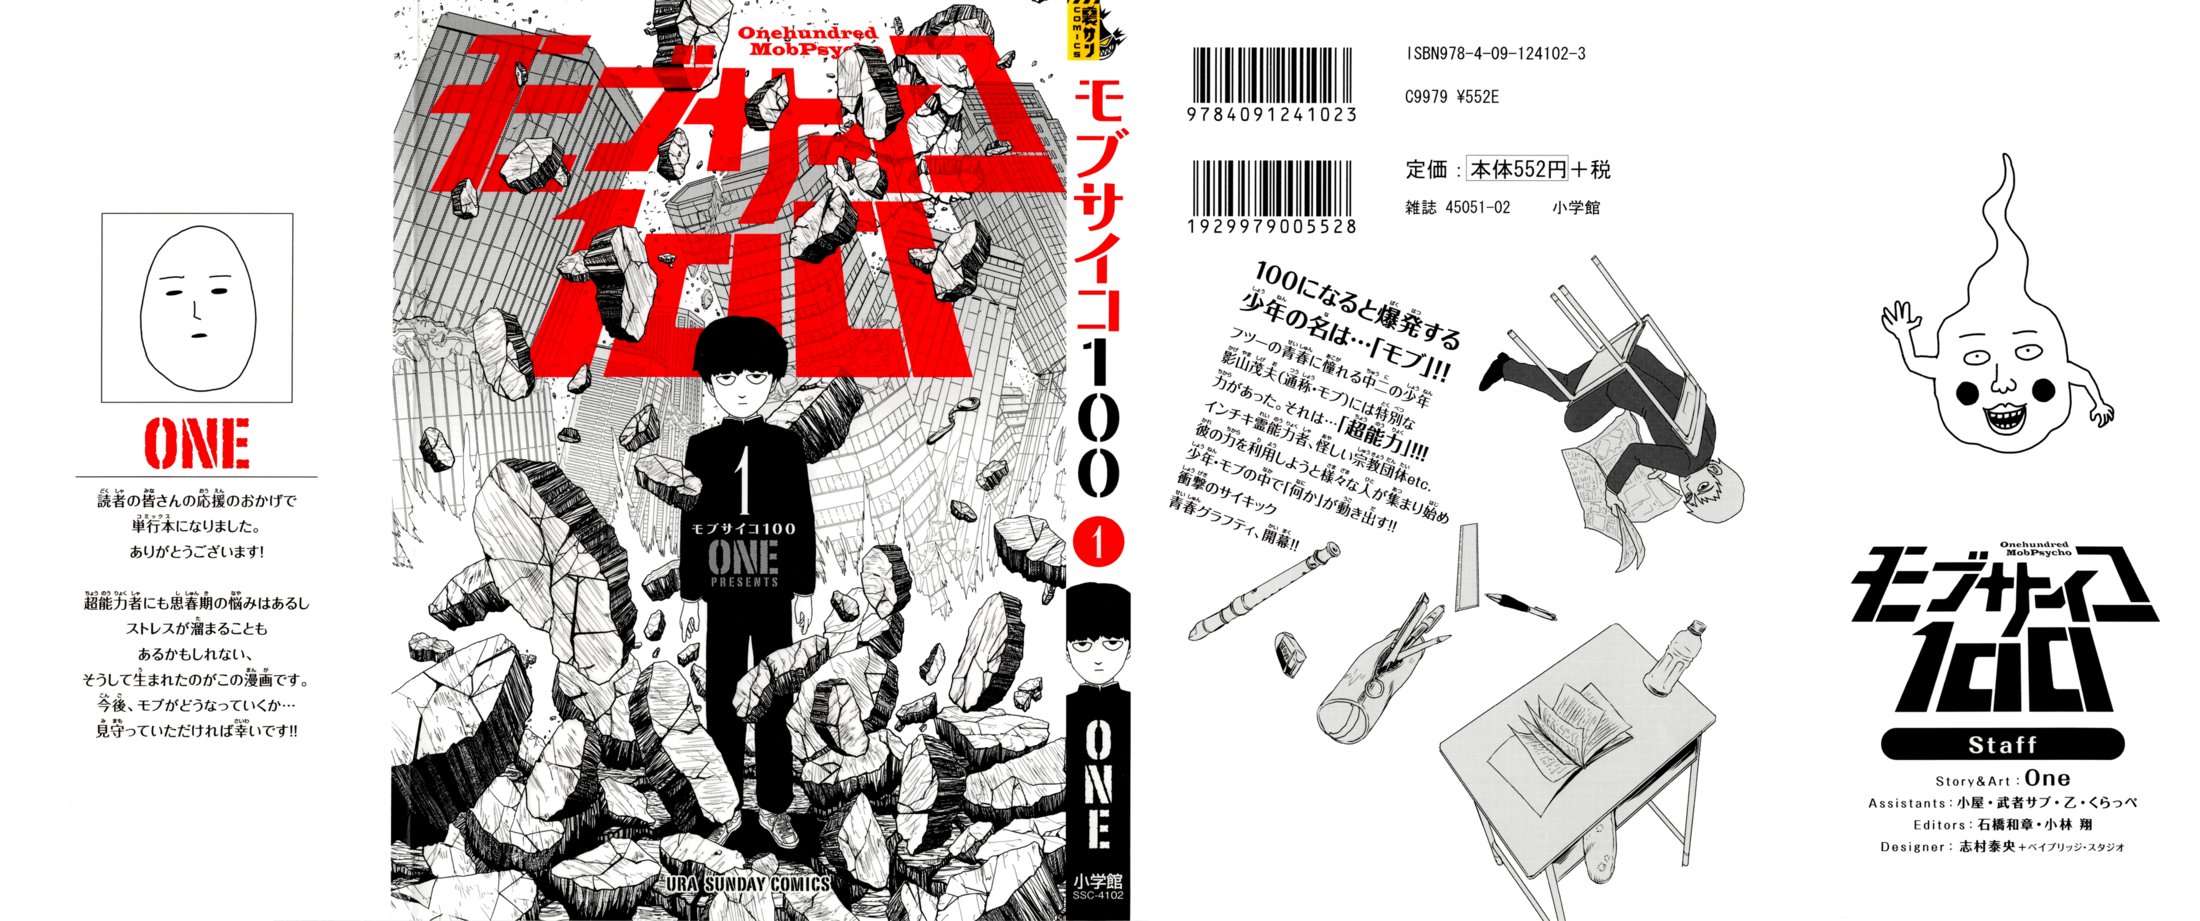 ONE
読者の皆さんの応援のおかげで
単行本になりました。
ありがとうございます!
超能力者にも思春期の悩みはあるし
ストレスが溜まることも
あるかもしれない、
そうして生まれたのがこの漫画です。
今後、モブがどうなっていくか…
見守っていただければ幸いです!!
Onehundred
MobPsycho
モブサイコ
100
1
モブサイコ100
ONE
PRESENTS
URA SUNDAY COMICS
裏サン
COMICS
モブサイコ100
1
ONE
小学館
SSC-4102
9784091241023
1929979005528
ISBN978-4-09-124102-3
C9979 ¥552E
定価：本体552円+税
雑誌 45051-02 小学館
100になると爆発する
少年の名は…「モブ」!!
フツーの青春に憧れる中二の少年
影山茂夫(通称・モブ)には特別な
力があった。それは…「超能力」!!!
インチキ霊能力者、怪しい宗教団体etc.
彼の力を利用しようと様々な人が集まり始め
少年・モブの中で「何か」が動き出す!!
衝撃のサイキック
青春グラフティ、開幕!!
Onehundred
MobPsycho
モブサイコ
100
Staff
Story&Art：One
Assistants：小屋・武者サブ・乙・くらっぺ
Editors：石橋和章・小林 翔
Designer：志村泰央+ベイブリッジ・スタジオ